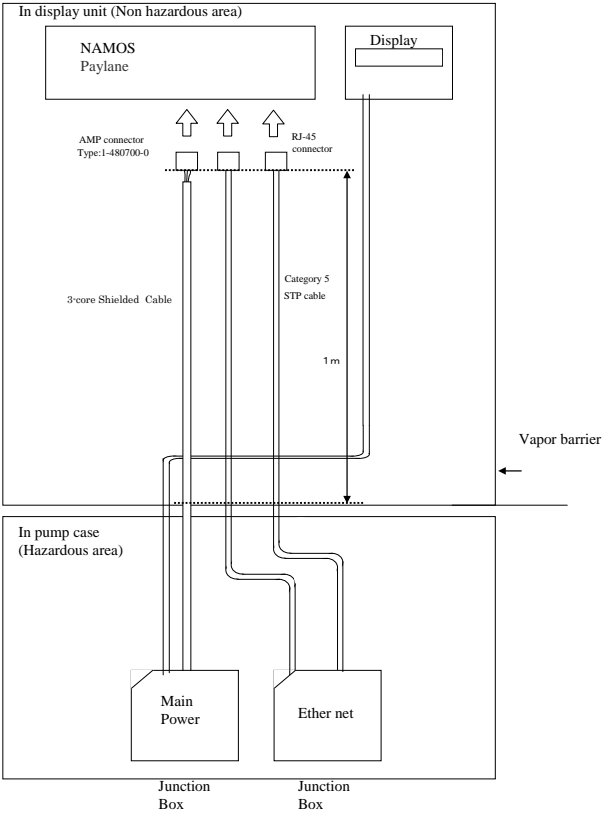 In display unit (Non hazardous area)
NAMOS
Paylane
Display
AMP connector
Type:1-480700-0
RJ-45
connector
3-core Shielded Cable
Category 5
STP cable
1m
Vapor barrier
In pump case
(Hazardous area)
Main
Power
Ether net
Junction
Box
Junction
Box